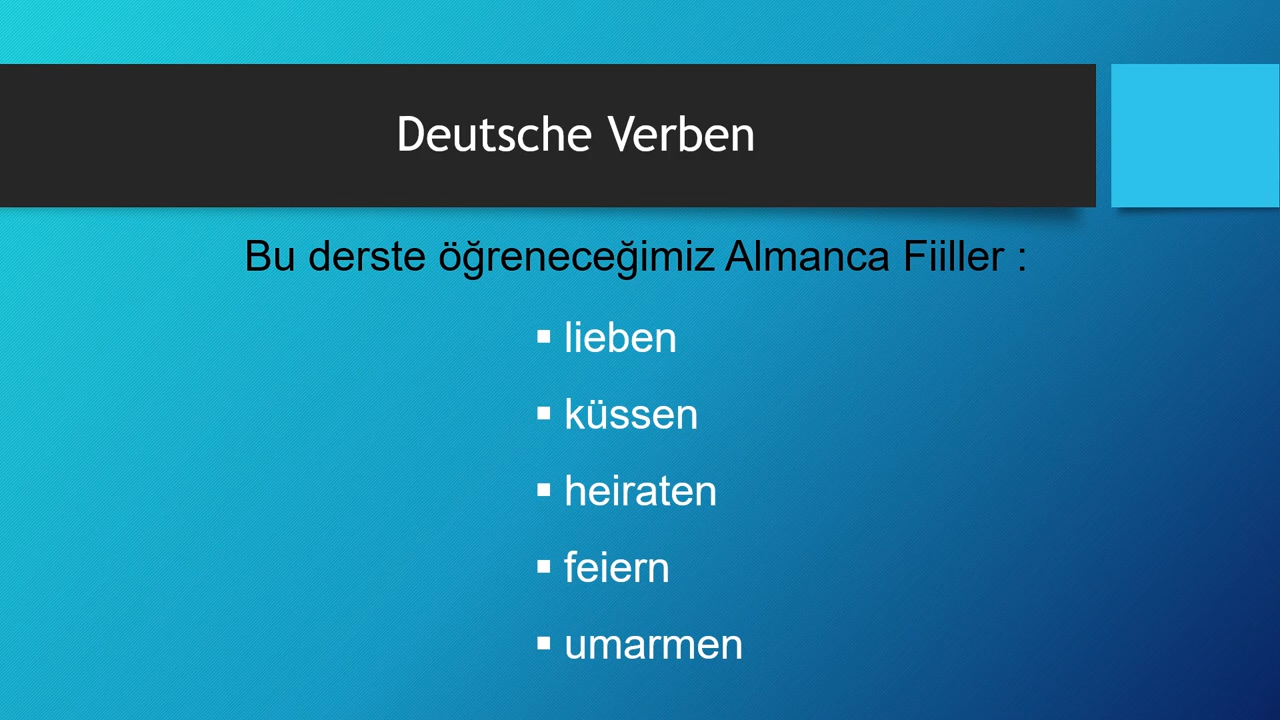 Deutsche Verben
Bu derste öğreneceğimiz Almanca Fiiller :
▪ lieben
▪ küssen
▪ heiraten
▪ feiern
▪ umarmen